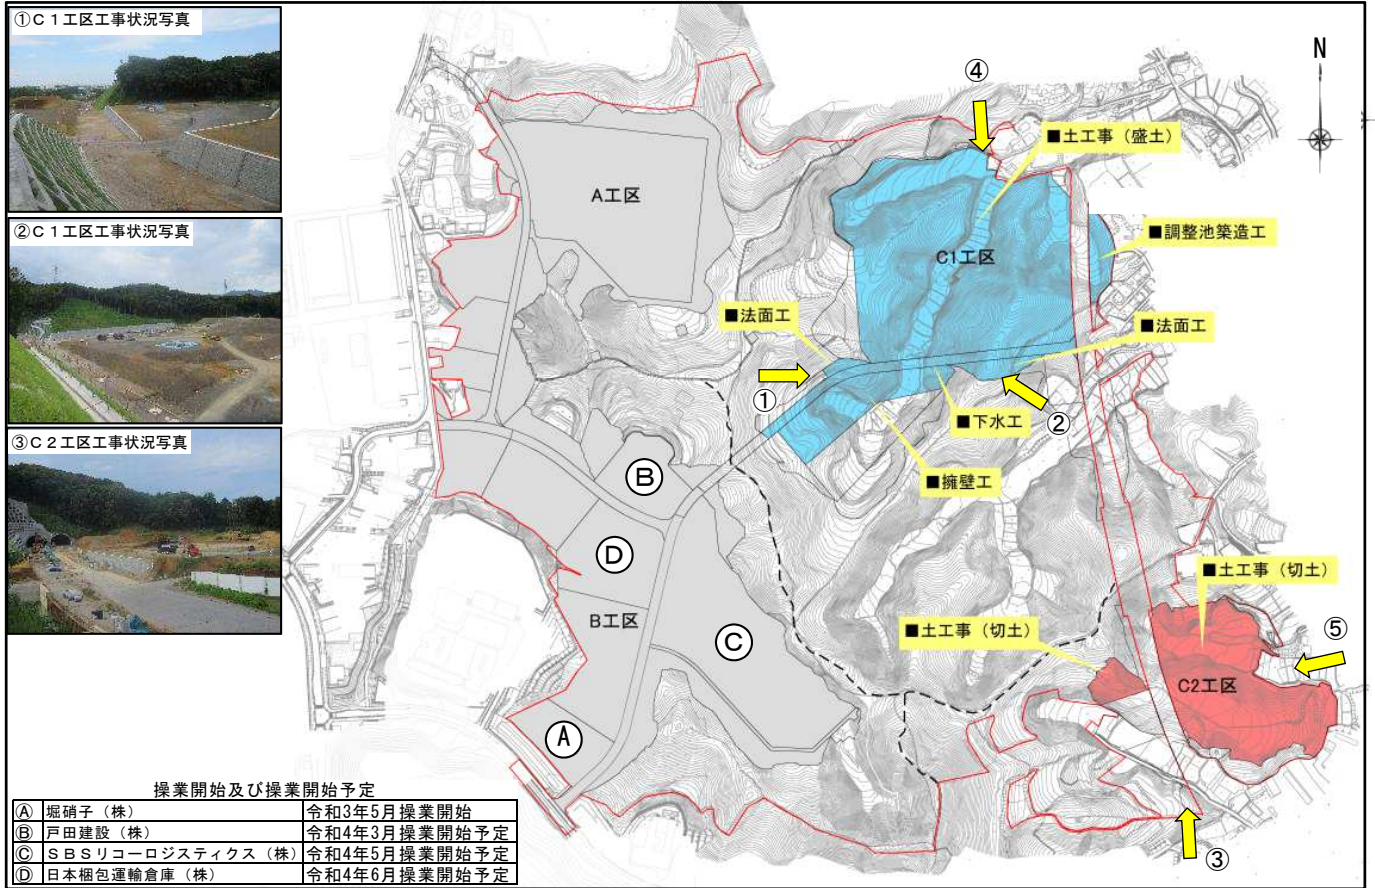 ①C1工区工事状況写真
②C1工区工事状況写真
③C2工区工事状況写真
N
④
■土工事（盛土）
A工区
■調整池築造工
C1工区
■法面工
■法面工
①
②
■下水工
■擁壁工
Ⓑ
Ⓓ
■土工事（切土）
B工区
Ⓒ
■土工事（切土）
⑤
C2工区
Ⓐ
③
操業開始及び操業開始予定
Ⓐ 堀硝子（株） 令和3年5月操業開始
Ⓑ 戸田建設（株） 令和4年3月操業開始予定
Ⓒ SBSリコーロジスティクス（株） 令和4年5月操業開始予定
Ⓓ 日本梱包運輸倉庫（株） 令和4年6月操業開始予定